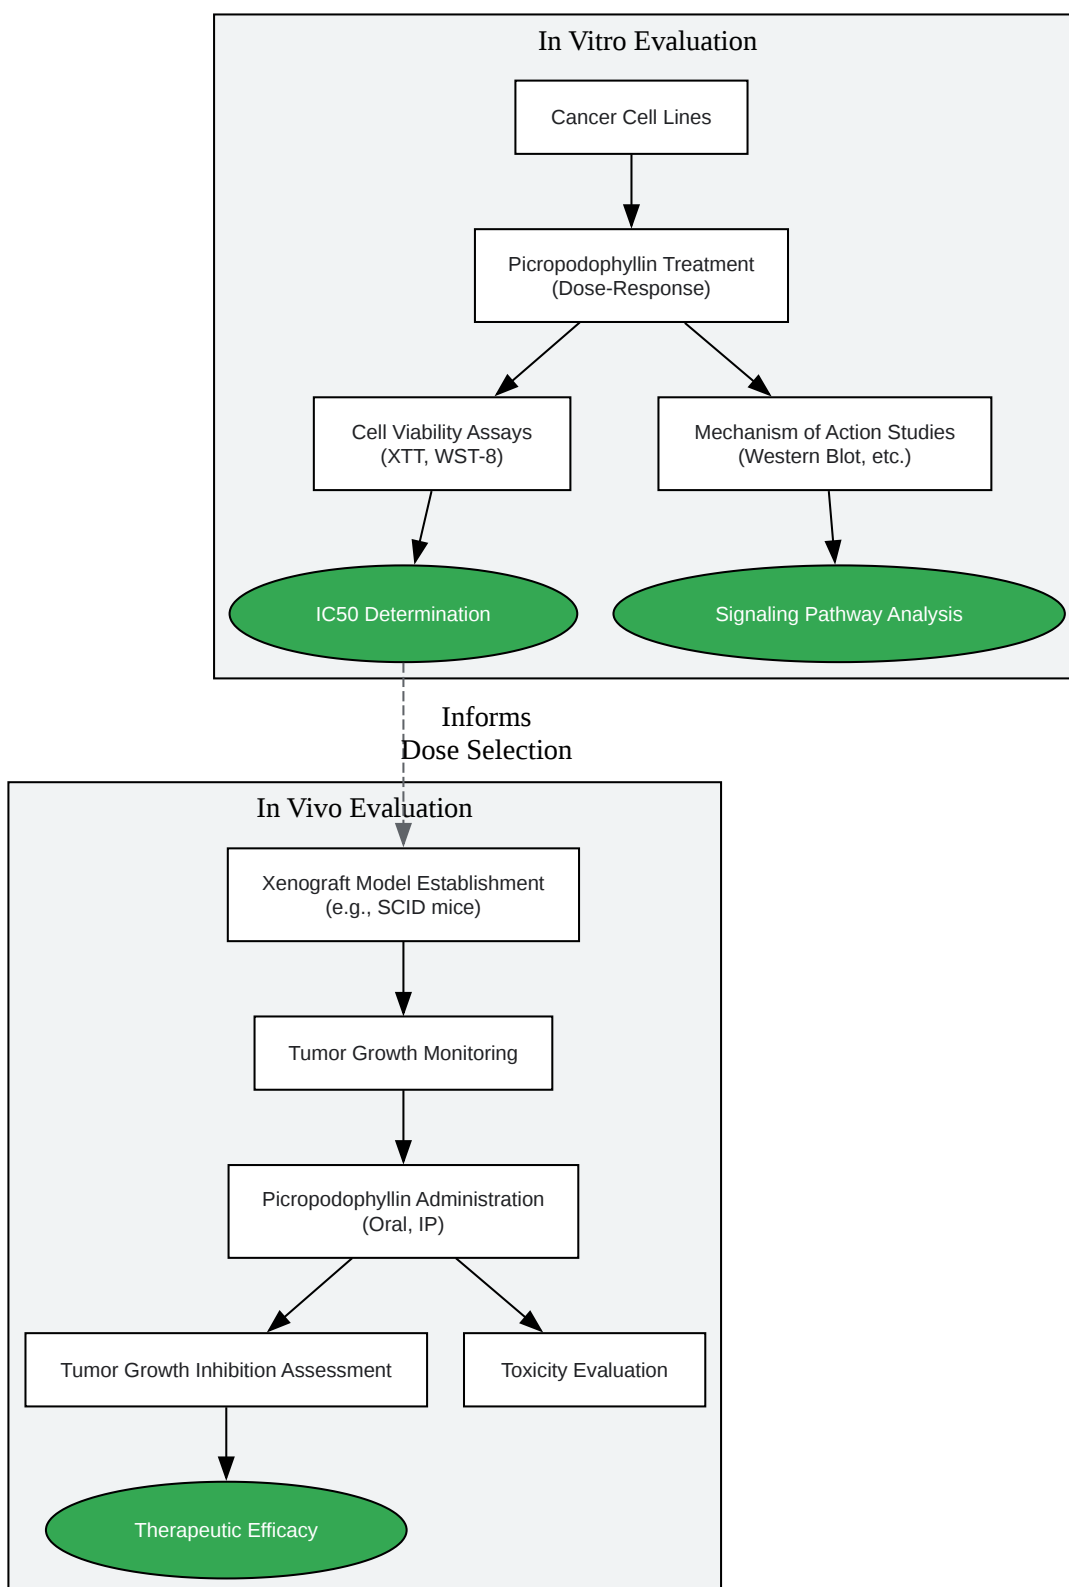 In Vitro Evaluation
Cancer Cell Lines
Picropodophyllin Treatment
(Dose-Response)
Cell Viability Assays
(XTT, WST-8)
Mechanism of Action Studies
(Western Blot, etc.)
IC50 Determination
Signaling Pathway Analysis
Informs
Dose Selection
In Vivo Evaluation
Xenograft Model Establishment
(e.g., SCID mice)
Tumor Growth Monitoring
Picropodophyllin Administration
(Oral, IP)
Tumor Growth Inhibition Assessment
Toxicity Evaluation
Therapeutic Efficacy